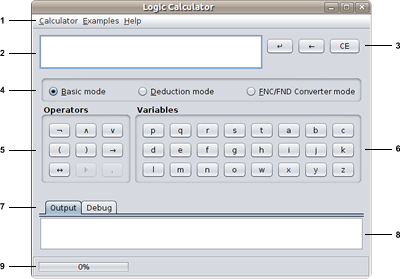 Logic Calculator
1 Calculator Examples Help
2 ↵ ← CE 3
4 Basic mode Deduction mode FNC/FND Converter mode
Operators Variables
¬ ∧ ∨ p q r s t a b c
5 ( ) → d e f g h i j k 6
↔ , l m n o w x y z
7 Output Debug
8
9 0%